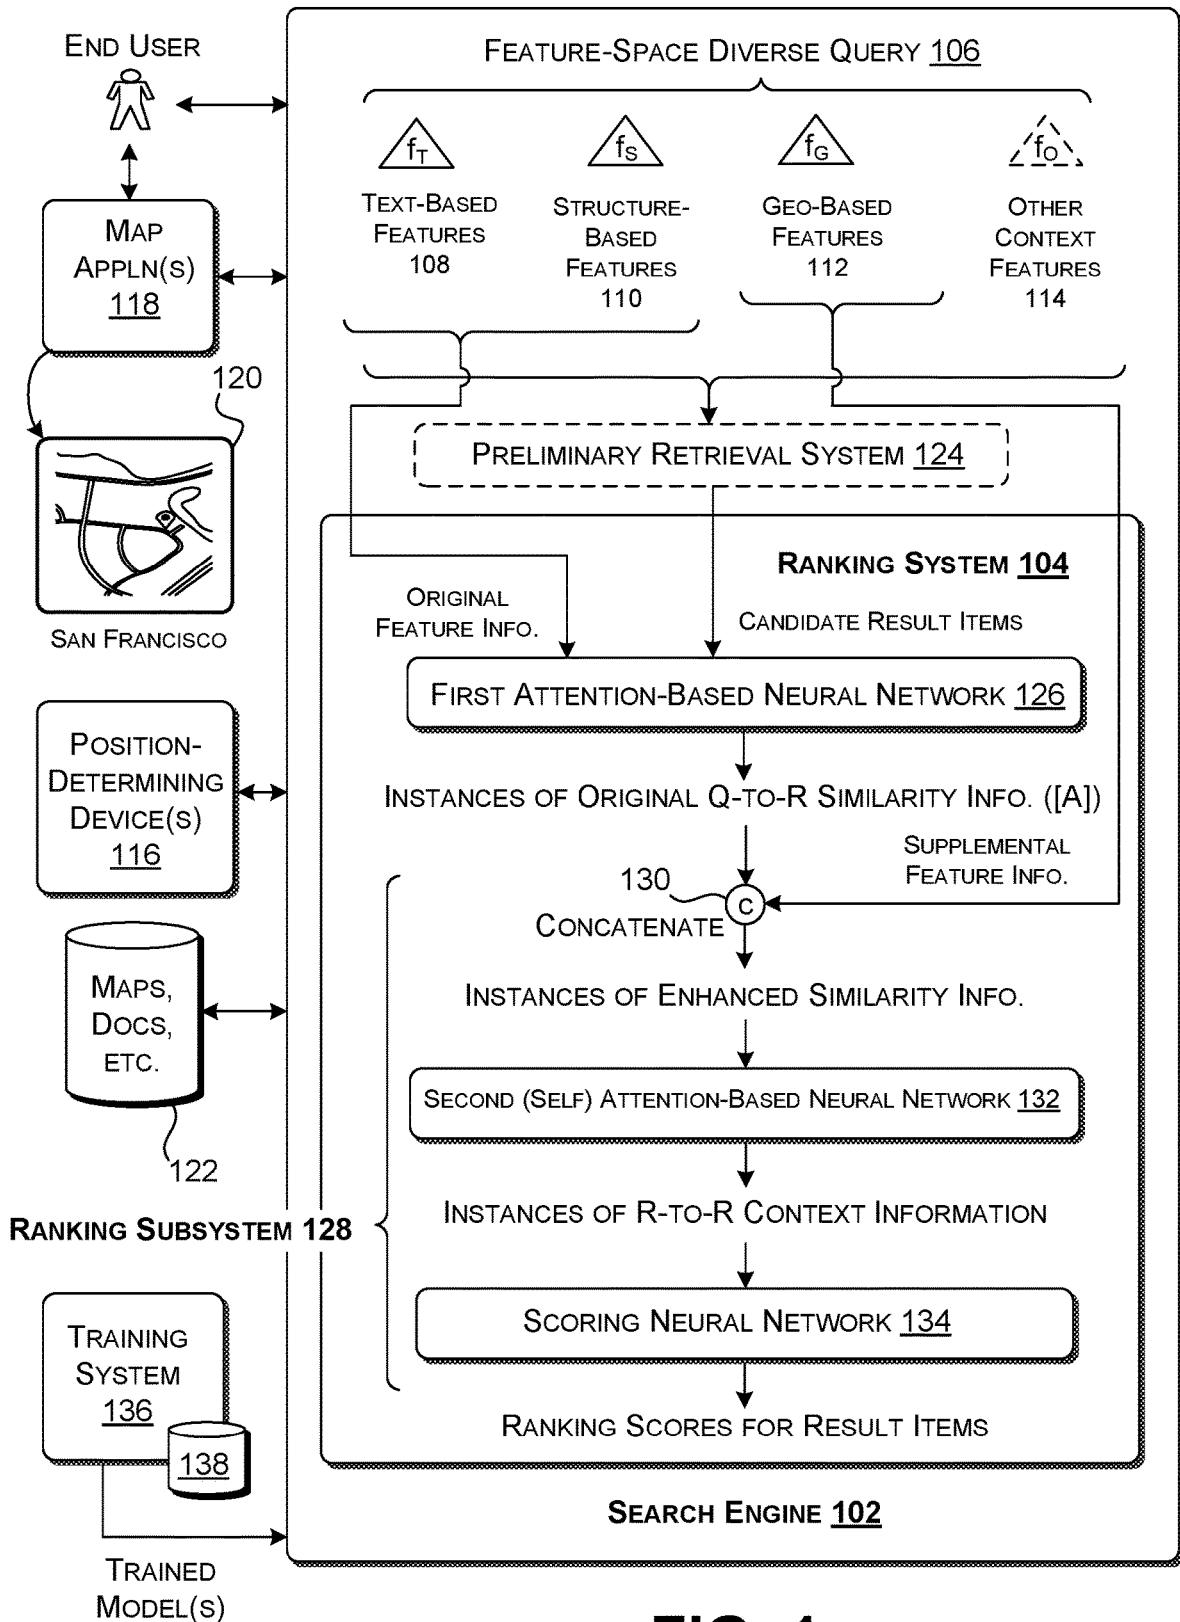 END USER
FEATURE-SPACE DIVERSE QUERY 106
fT
fS
fG
fO
TEXT-BASED
FEATURES
108
STRUCTURE-
BASED
FEATURES
110
GEO-BASED
FEATURES
112
OTHER
CONTEXT
FEATURES
114
MAP
APPLN(S)
118
120
SAN FRANCISCO
PRELIMINARY RETRIEVAL SYSTEM 124
RANKING SYSTEM 104
ORIGINAL
FEATURE INFO.
CANDIDATE RESULT ITEMS
FIRST ATTENTION-BASED NEURAL NETWORK 126
POSITION-
DETERMINING
DEVICE(S)
116
INSTANCES OF ORIGINAL Q-TO-R SIMILARITY INFO. ([A])
SUPPLEMENTAL
FEATURE INFO.
130
C
CONCATENATE
MAPS,
DOCS,
ETC.
122
INSTANCES OF ENHANCED SIMILARITY INFO.
SECOND (SELF) ATTENTION-BASED NEURAL NETWORK 132
INSTANCES OF R-TO-R CONTEXT INFORMATION
RANKING SUBSYSTEM 128
SCORING NEURAL NETWORK 134
RANKING SCORES FOR RESULT ITEMS
TRAINING
SYSTEM
136
138
SEARCH ENGINE 102
TRAINED
MODEL(S)